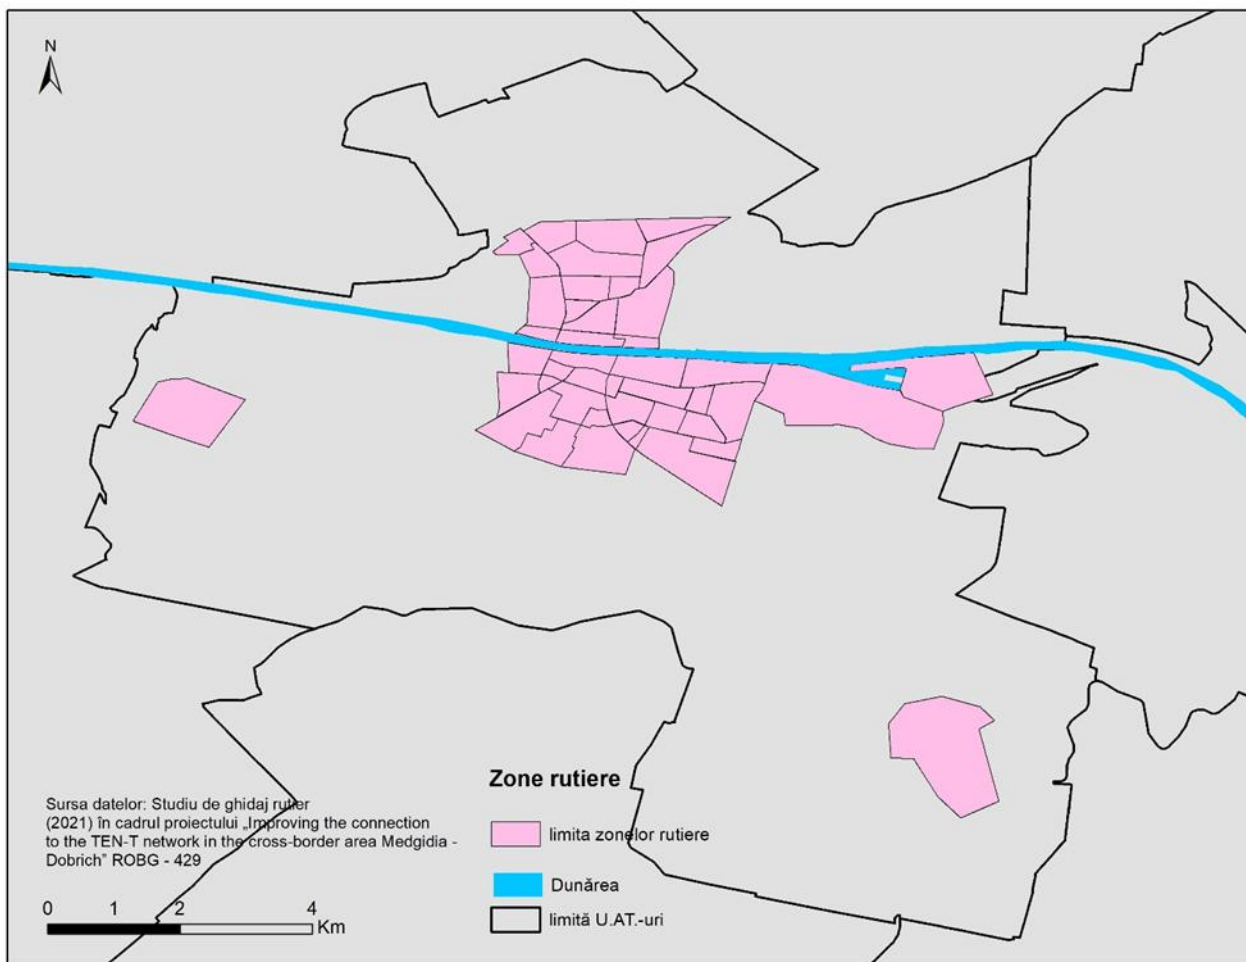 N
Zone rutiere
limita zonelor rutiere
Dunărea
limită U.AT.-uri
Sursa datelor: Studiu de ghidaj rutier
(2021) în cadrul proiectului „Improving the connection
to the TEN-T network in the cross-border area Medgidia -
Dobrich” ROBG - 429
0 1 2 4
Km